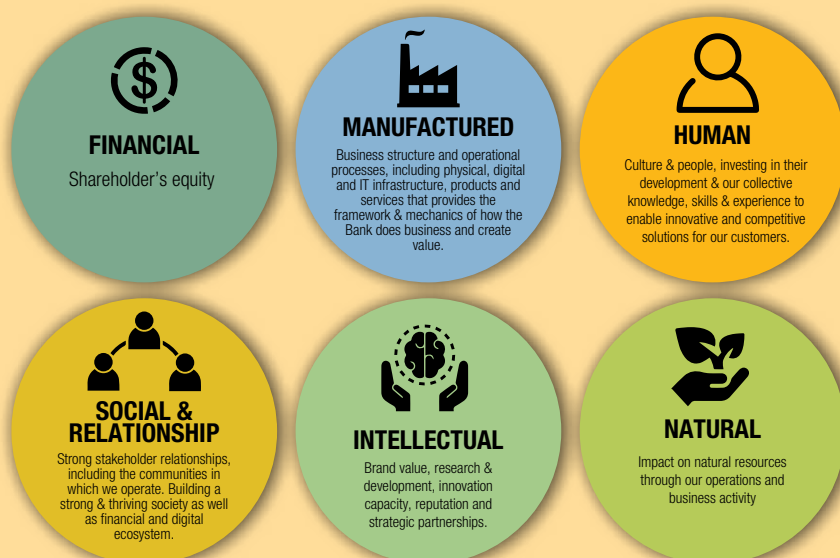 FINANCIAL
Shareholder's equity
MANUFACTURED
Business structure and operational
processes, including physical, digital
and IT infrastructure, products and
services that provides the
framework & mechanics of how the
Bank does business and create
value.
HUMAN
Culture & people, investing in their
development & our collective
knowledge, skills & experience to
enable innovative and competitive
solutions for our customers.
SOCIAL &
RELATIONSHIP
Strong stakeholder relationships,
including the communities in
which we operate. Building a
strong & thriving society as well
as financial and digital
ecosystem.
INTELLECTUAL
Brand value, research &
development, innovation
capacity, reputation and
strategic partnerships.
NATURAL
Impact on natural resources
through our operations and
business activity